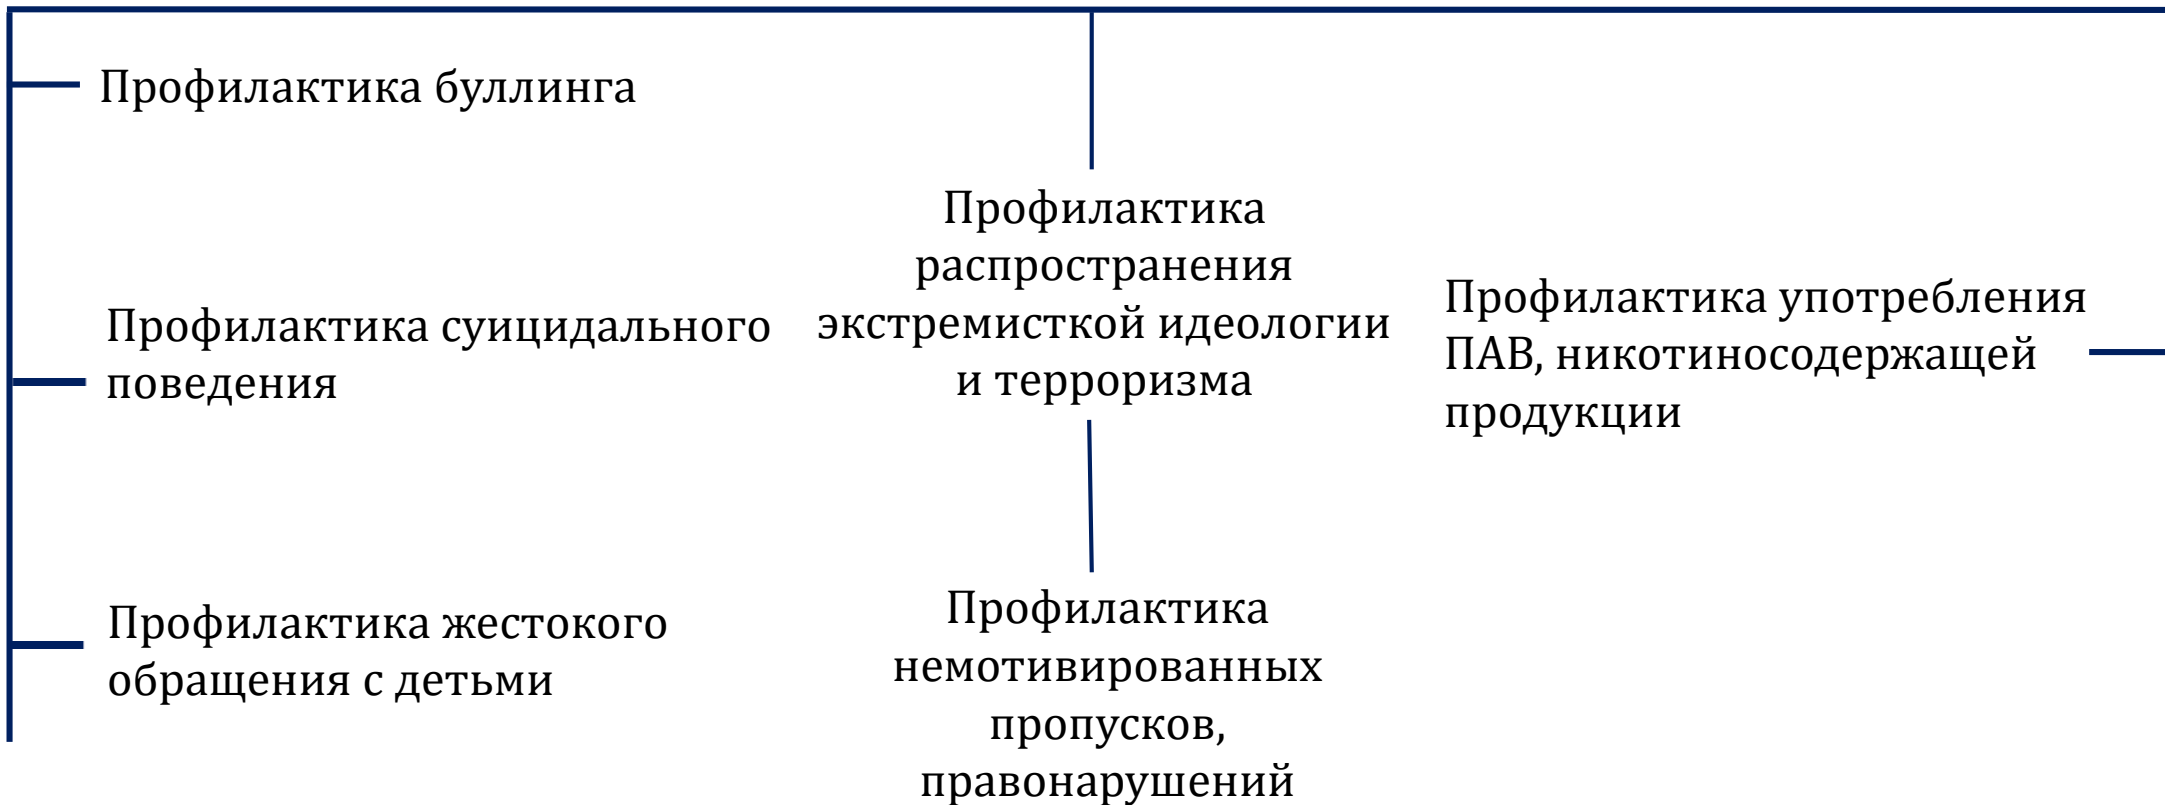 Профилактика буллинга
Профилактика суицидального
поведения
Профилактика жестокого
обращения с детьми
Профилактика
распространения
экстремисткой идеологии
и терроризма
Профилактика
немотивированных
пропусков,
правонарушений
Профилактика употребления
ПАВ, никотиносодержащей
продукции